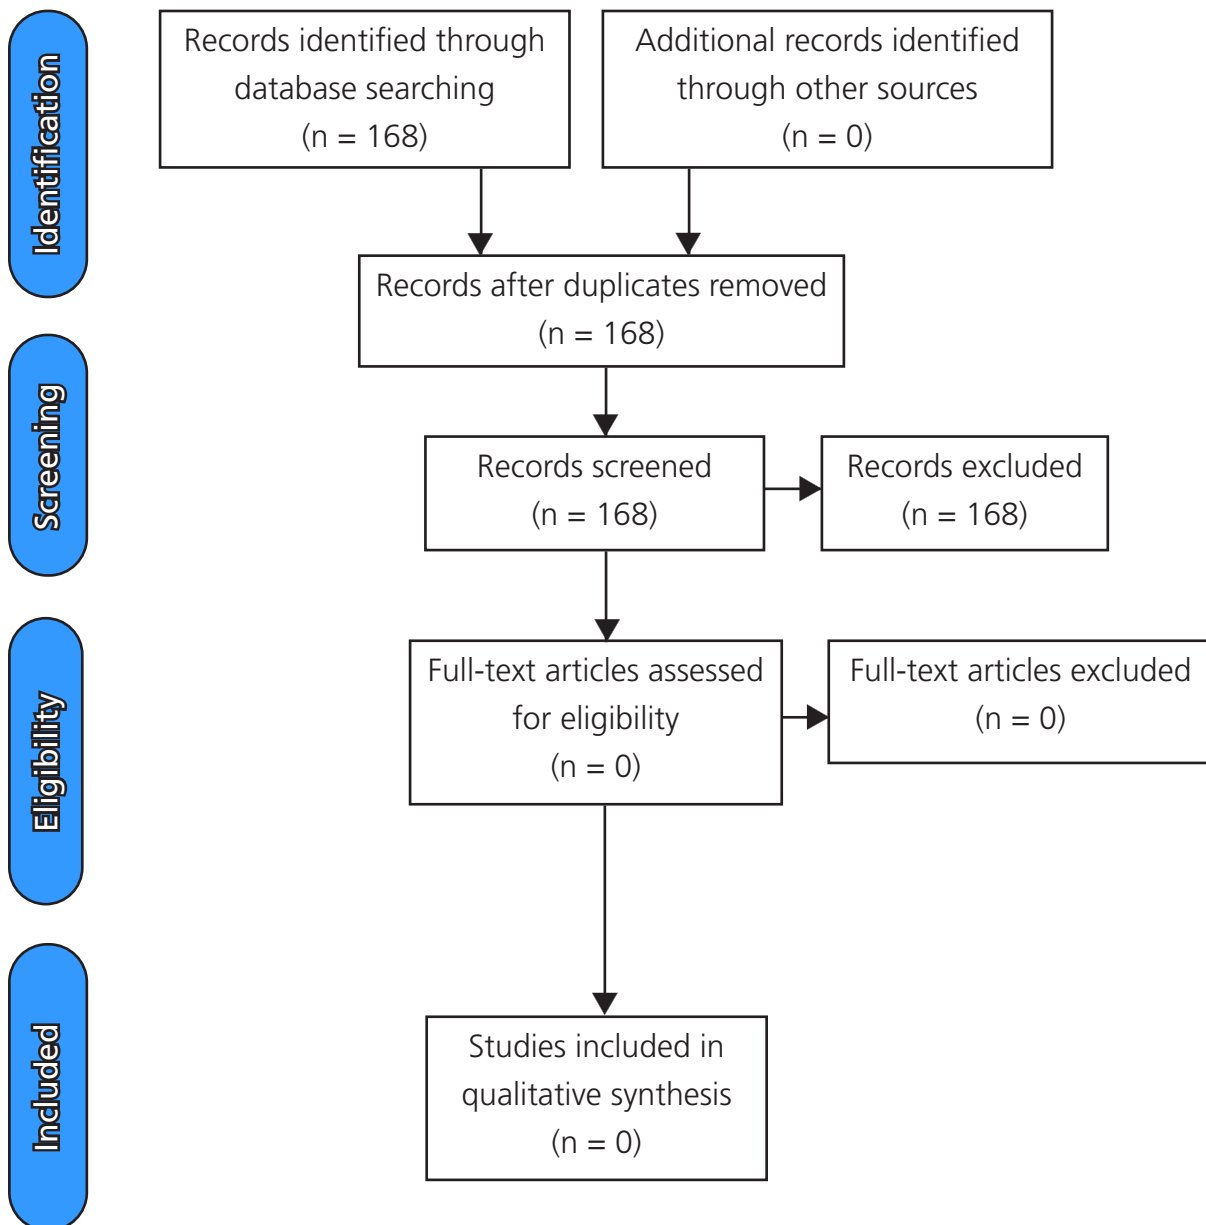 Identification
Records identified through
database searching
(n = 168)
Additional records identified
through other sources
(n = 0)
Records after duplicates removed
(n = 168)
Screening
Records screened
(n = 168)
Records excluded
(n = 168)
Eligibility
Full-text articles assessed
for eligibility
(n = 0)
Full-text articles excluded
(n = 0)
Included
Studies included in
qualitative synthesis
(n = 0)